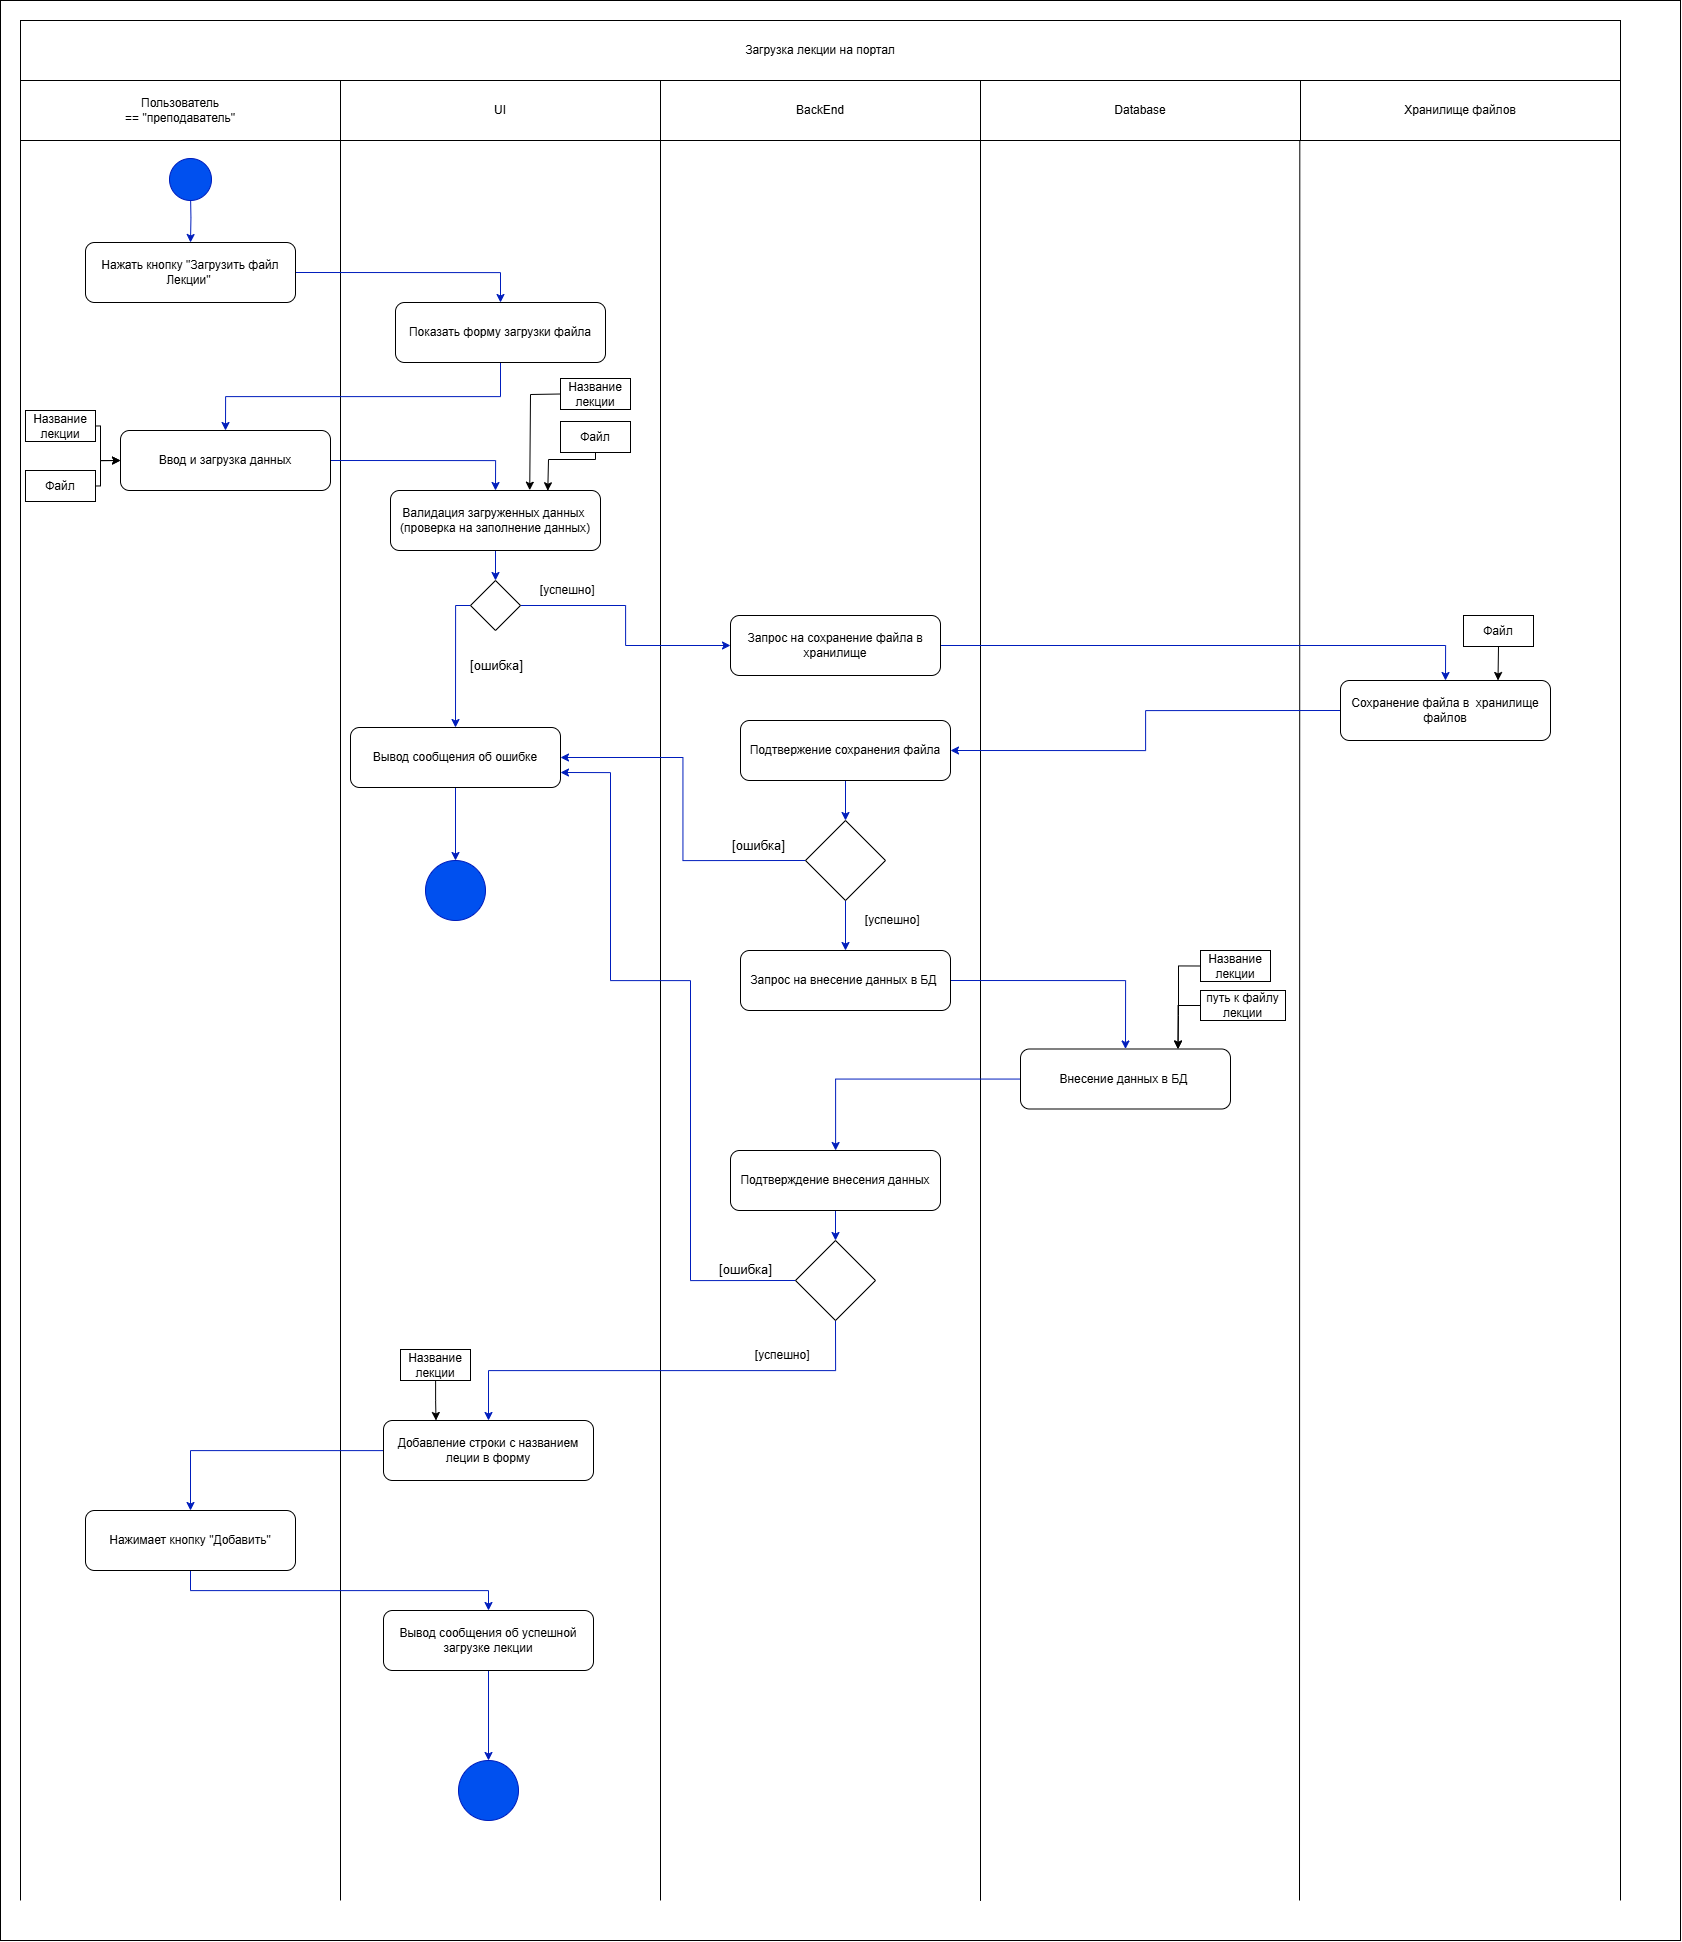 Загрузка лекции на портал
Пользователь
== "преподаватель"
UI
BackEnd
Database
Хранилище файлов
Нажать кнопку "Загрузить файл
Лекции"
Показать форму загрузки файла
Название
лекции
Файл
Название
лекции
Файл
Ввод и загрузка данных
Валидация загруженных данных
(проверка на заполнение данных)
[успешно]
[ошибка]
Запрос на сохранение файла в
хранилище
Файл
Сохранение файла в хранилище
файлов
Вывод сообщения об ошибке
Подтвержение сохранения файла
[ошибка]
[успешно]
Запрос на внесение данных в БД
Название
лекции
путь к файлу
лекции
Внесение данных в БД
Подтверждение внесения данных
[ошибка]
[успешно]
Название
лекции
Добавление строки с названием
леции в форму
Нажимает кнопку "Добавить"
Вывод сообщения об успешной
загрузке лекции